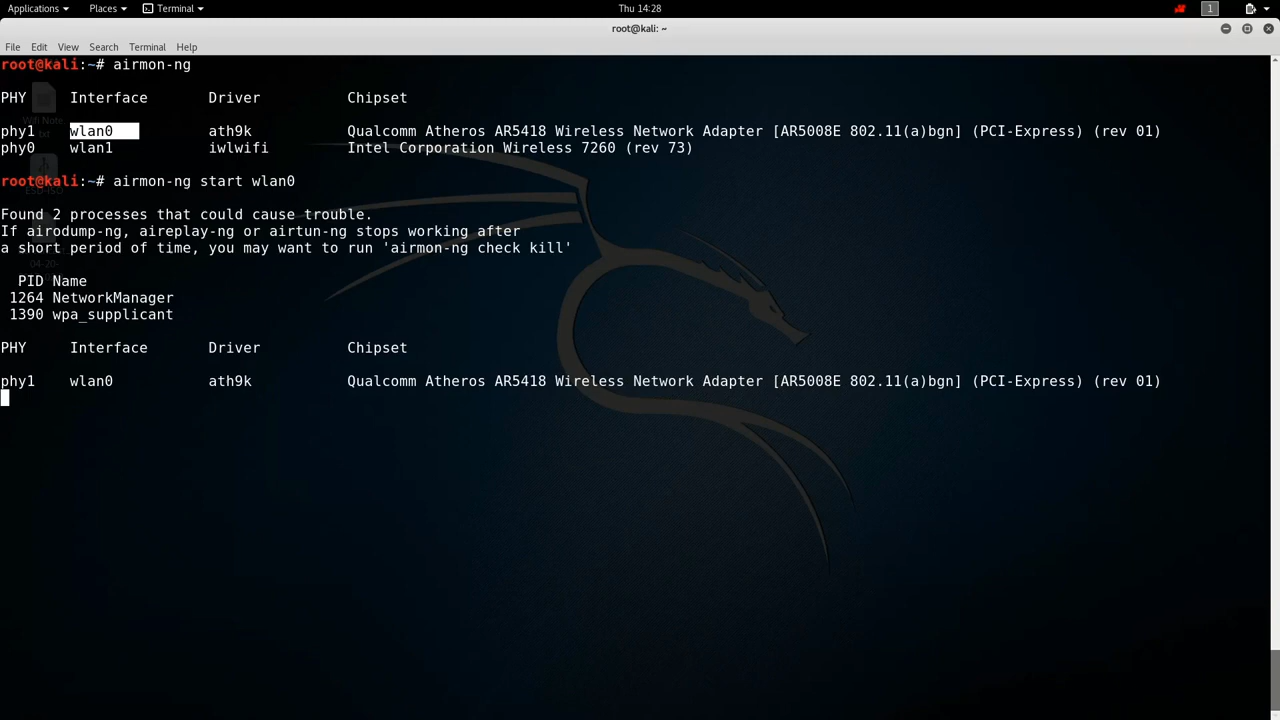 Applications Places Terminal Thu 14:28 1
root@kali: ~
File Edit View Search Terminal Help
root@kali:~# airmon-ng
PHY Interface Driver Chipset
phy1 wlan0 ath9k Qualcomm Atheros AR5418 Wireless Network Adapter [AR5008E 802.11(a)bgn] (PCI-Express) (rev 01)
phy0 wlan1 iwlwifi Intel Corporation Wireless 7260 (rev 73)
root@kali:~# airmon-ng start wlan0
Found 2 processes that could cause trouble.
If airodump-ng, aireplay-ng or airtun-ng stops working after
a short period of time, you may want to run 'airmon-ng check kill'
PID Name
1264 NetworkManager
1390 wpa_supplicant
PHY Interface Driver Chipset
phy1 wlan0 ath9k Qualcomm Atheros AR5418 Wireless Network Adapter [AR5008E 802.11(a)bgn] (PCI-Express) (rev 01)
Wifi Note.
txt
04-20-